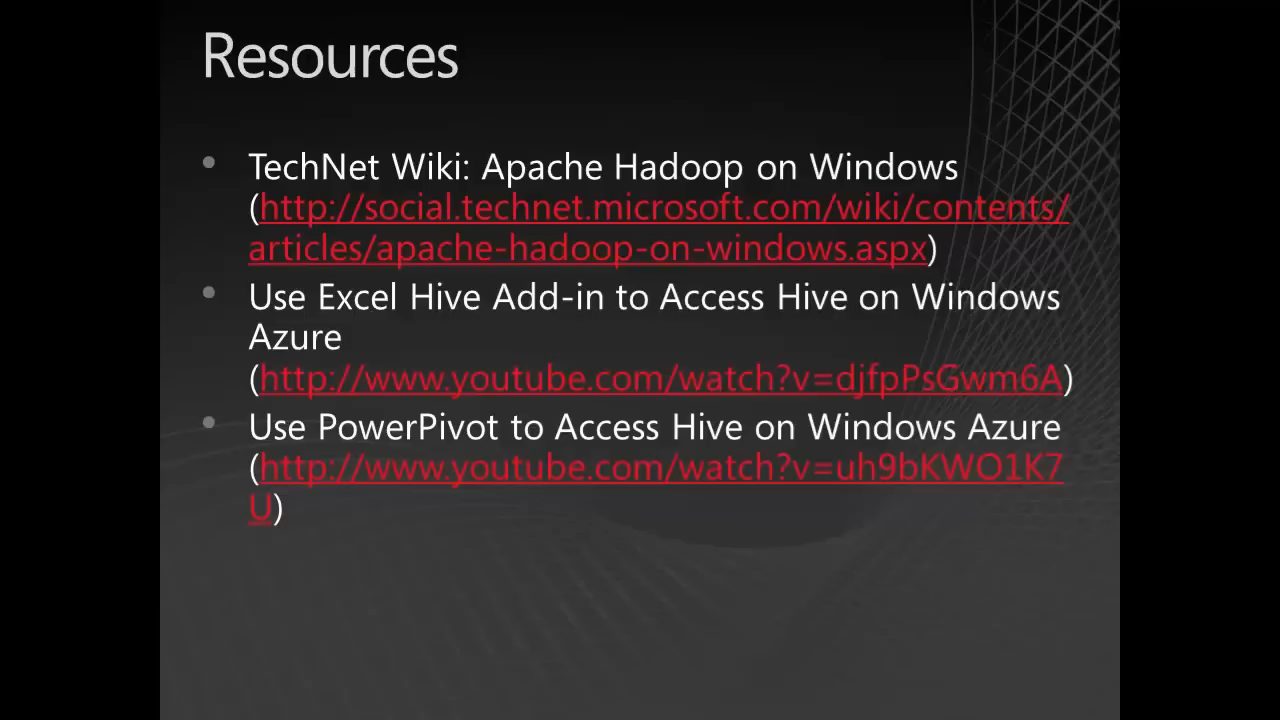 Resources
TechNet Wiki: Apache Hadoop on Windows
(http://social.technet.microsoft.com/wiki/contents/
articles/apache-hadoop-on-windows.aspx)
Use Excel Hive Add-in to Access Hive on Windows
Azure
(http://www.youtube.com/watch?v=djfpPsGwm6A)
Use PowerPivot to Access Hive on Windows Azure
(http://www.youtube.com/watch?v=uh9bKWO1K7
U)